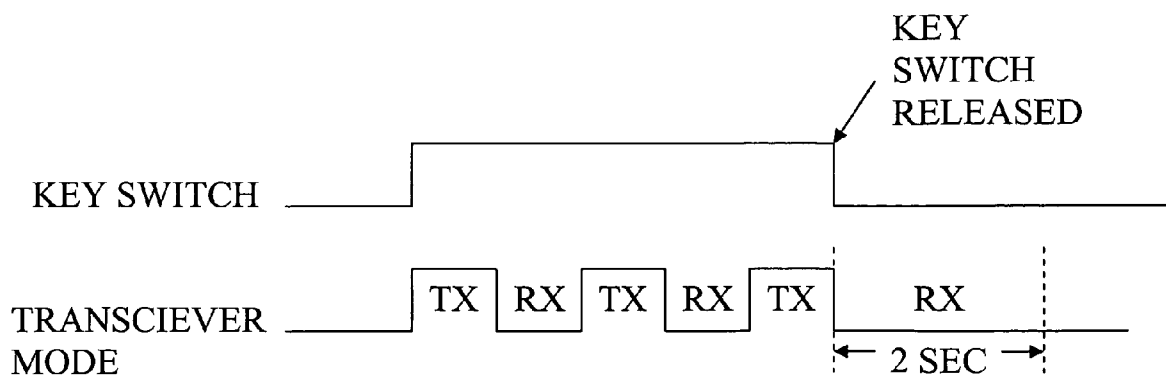 KEY
SWITCH
RELEASED
KEY SWITCH
TX RX TX RX TX RX
TRANSCIEVER
MODE
2 SEC